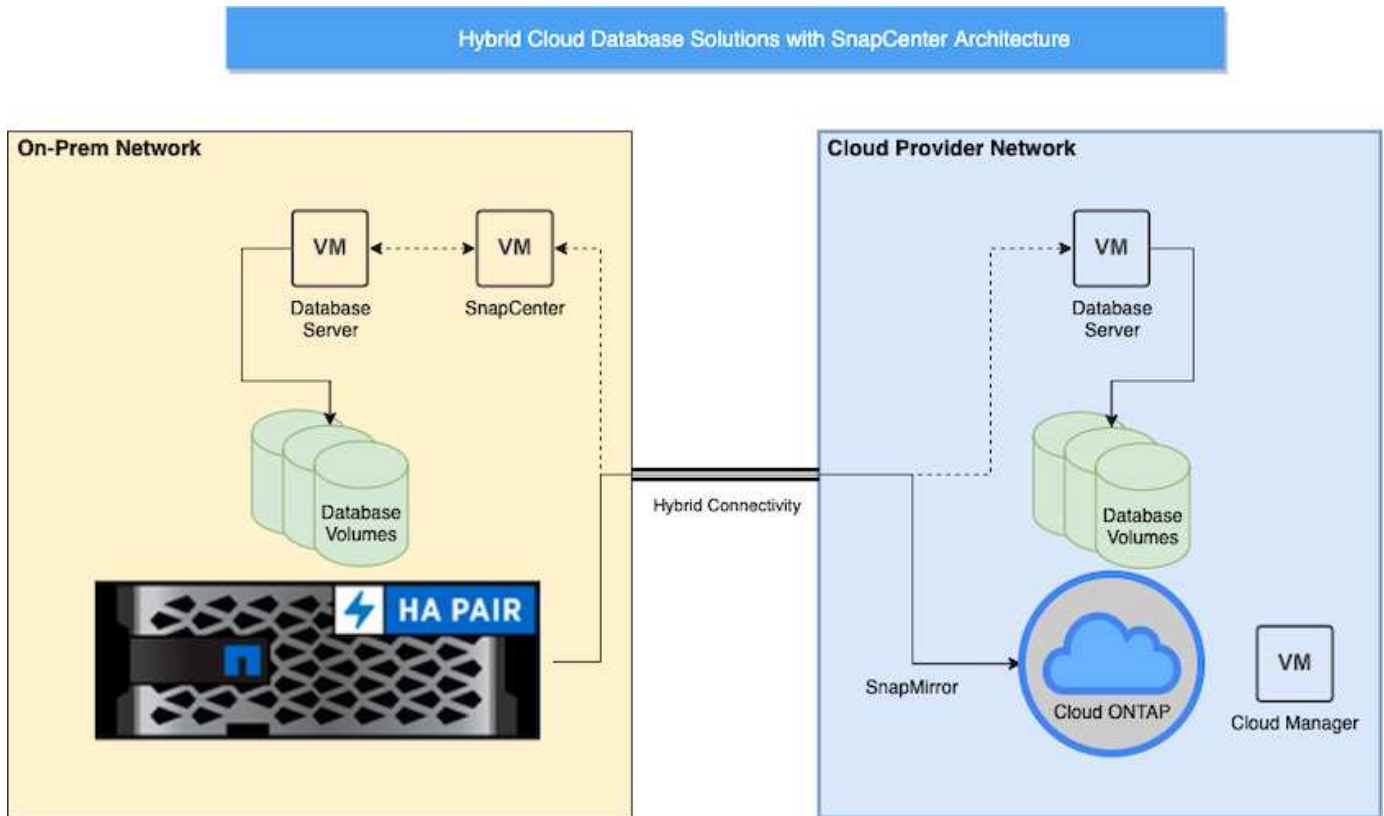 Hybrid Cloud Database Solutions with SnapCenter Architecture
On-Prem Network
VM
Database
Server
VM
SnapCenter
Database
Volumes
HA PAIR
Hybrid Connectivity
Cloud Provider Network
VM
Database
Server
Database
Volumes
SnapMirror
Cloud ONTAP
VM
Cloud Manager